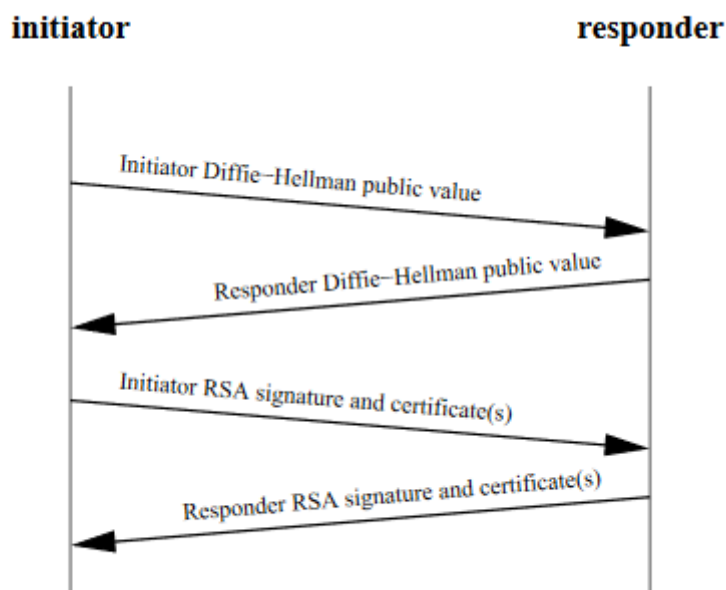 initiator
responder
Initiator Diffie−Hellman public value
Responder Diffie−Hellman public value
Initiator RSA signature and certificate(s)
Responder RSA signature and certificate(s)